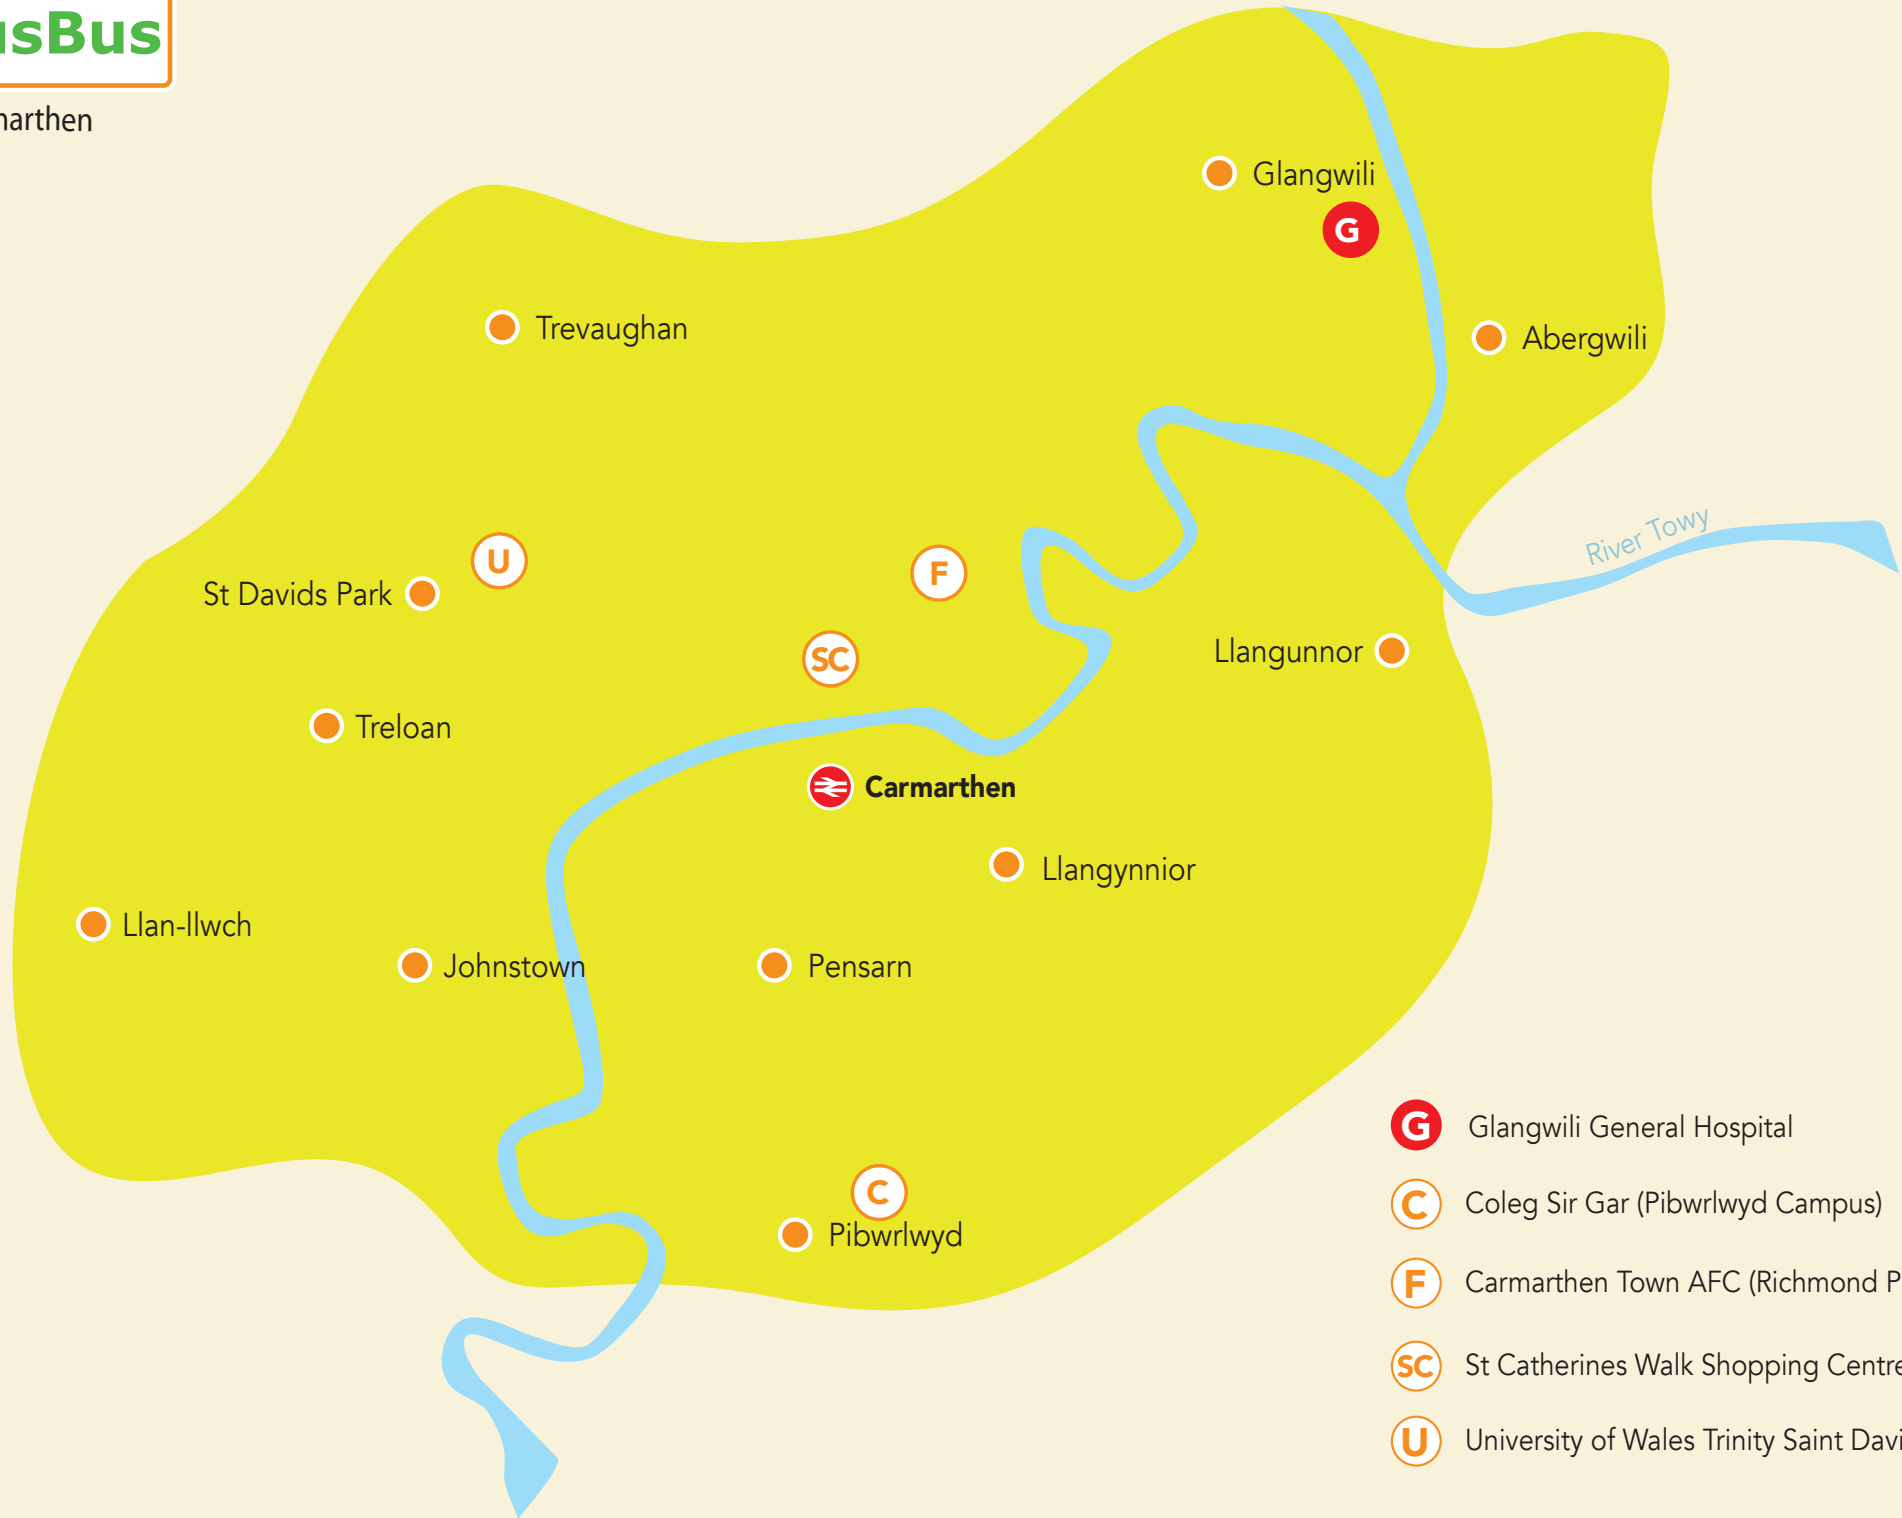 usBus
marthen
Glangwili
G
Trevaughan
Abergwili
River Towy
U
St Davids Park
F
SC
Llangunnor
Treloan
Carmarthen
Llangynnior
Llan-llwch
Johnstown
Pensarn
C
Pibwrlwyd
G Glangwili General Hospital
C Coleg Sir Gar (Pibwrlwyd Campus)
F Carmarthen Town AFC (Richmond P
SC St Catherines Walk Shopping Centre
U University of Wales Trinity Saint Davi